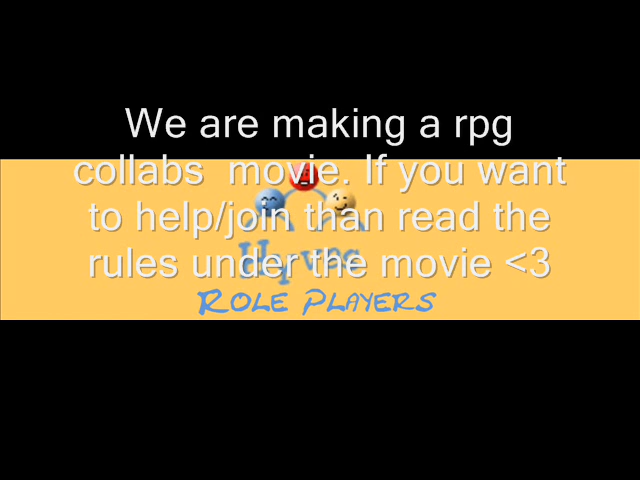 We are making a rpg
collabs movie. If you want
to help/join than read the
rules under the movie <3
Hyves
ROLE PLAYERS